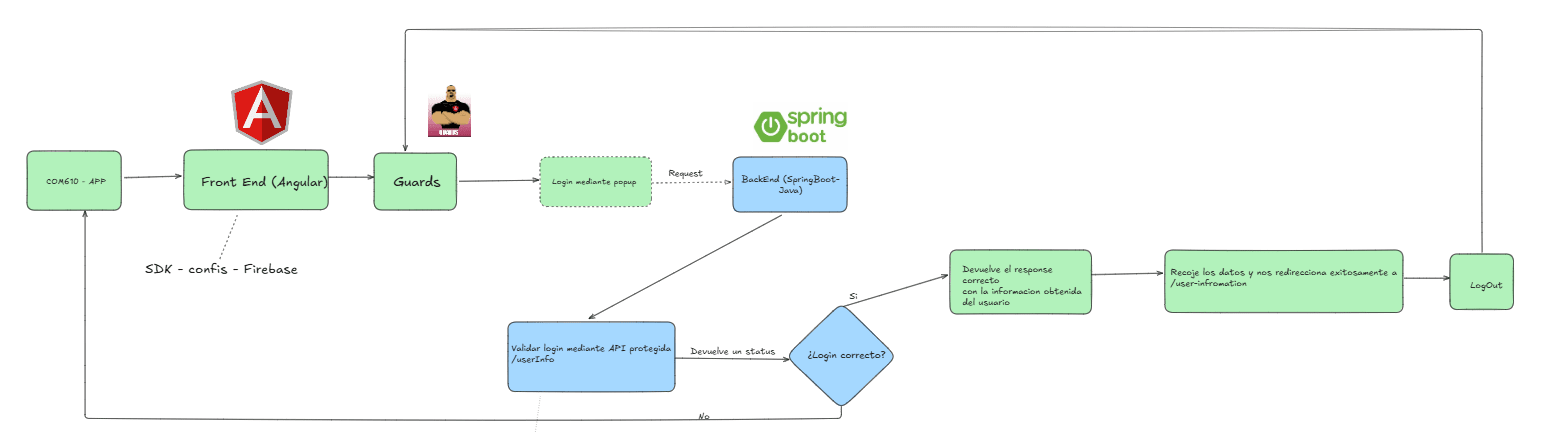 spring
boot
GUARDS
COM610 - APP
Front End (Angular)
Guards
Login mediante popup
Request
BackEnd (SpringBoot-
Java)
SDK - confis - Firebase
Devuelve el response
correcto
con la informacion obtenida
del usuario
Recoje los datos y nos redirecciona exitosamente a
/user-infromation
LogOut
Si
Validar login mediante API protegida
/userInfo
Devuelve un status
¿Login correcto?
No